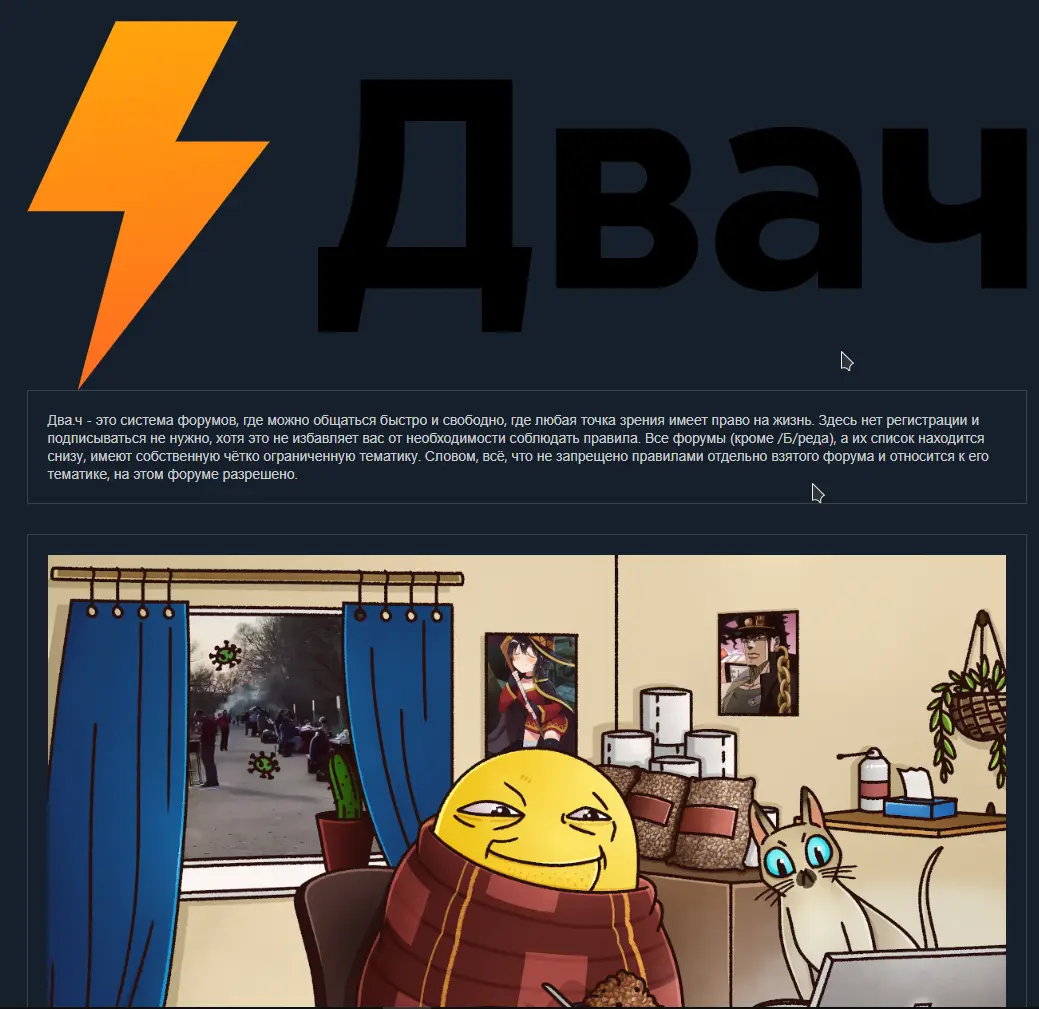 Двач
Два.ч - это система форумов, где можно общаться быстро и свободно, где любая точка зрения имеет право на жизнь. Здесь нет регистрации и
подписываться не нужно, хотя это не избавляет вас от необходимости соблюдать правила. Все форумы (кроме /Б/реда), а их список находится
снизу, имеют собственную чётко ограниченную тематику. Словом, всё, что не запрещено правилами отдельно взятого форума и относится к его
тематике, на этом форуме разрешено.